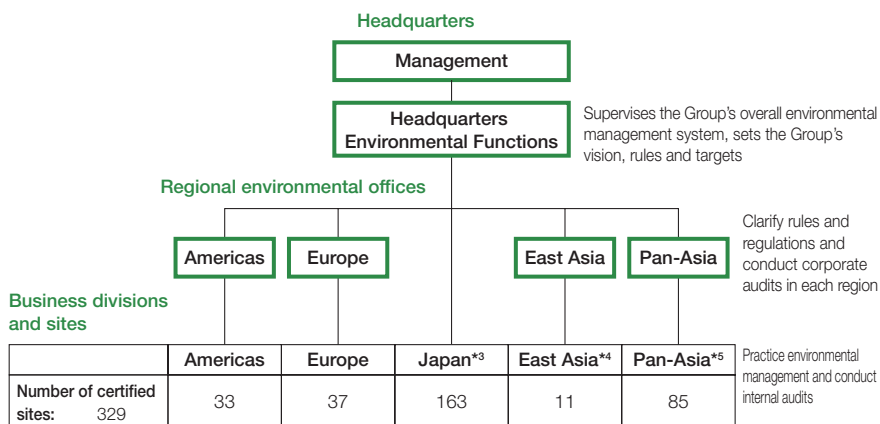 Headquarters
Management
Headquarters
Environmental Functions
Supervises the Group's overall environmental
management system, sets the Group's
vision, rules and targets
Regional environmental offices
Americas
Europe
East Asia
Pan-Asia
Clarify rules and
regulations and
conduct corporate
audits in each region
Business divisions
and sites
Americas Europe Japan*3 East Asia*4 Pan-Asia*5
Number of certified
sites: 329
33 37 163 11 85
Practice environmental
management and conduct
internal audits